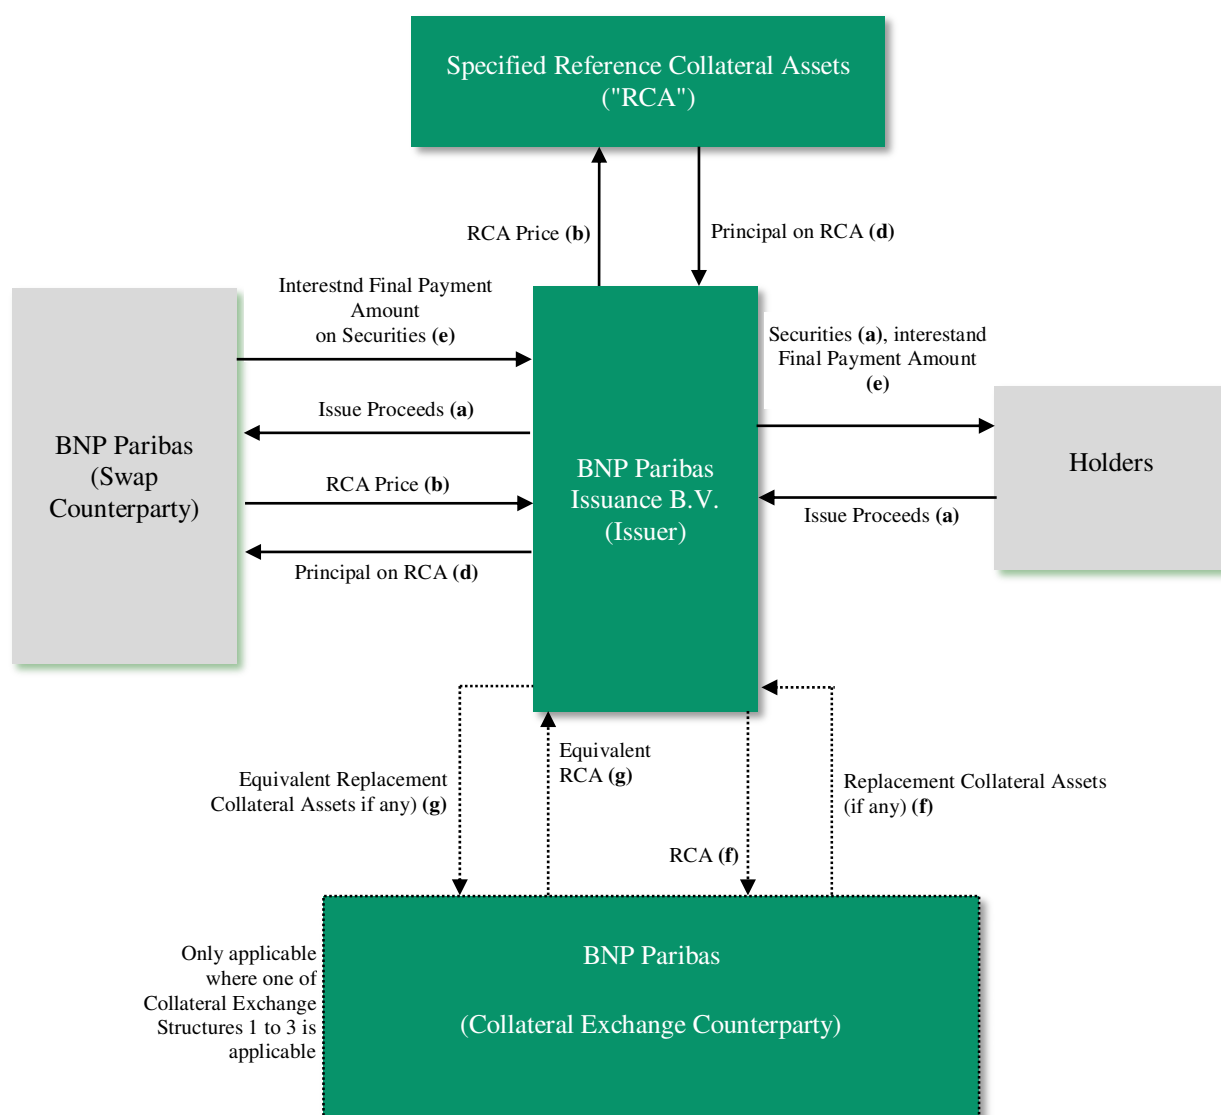 Specified Reference Collateral Assets
("RCA")
RCA Price (b)
Principal on RCA (d)
Interestnd Final Payment
Amount
on Securities (e)
Securities (a), interestand
Final Payment Amount
(e)
Issue Proceeds (a)
BNP Paribas
(Swap
Counterparty)
RCA Price (b)
Principal on RCA (d)
BNP Paribas
Issuance B.V.
(Issuer)
Holders
Issue Proceeds (a)
Equivalent Replacement
Collateral Assets if any) (g)
Equivalent
RCA (g)
RCA (f)
Replacement Collateral Assets
(if any) (f)
Only applicable
where one of
Collateral Exchange
Structures 1 to 3 is
applicable
BNP Paribas
(Collateral Exchange Counterparty)